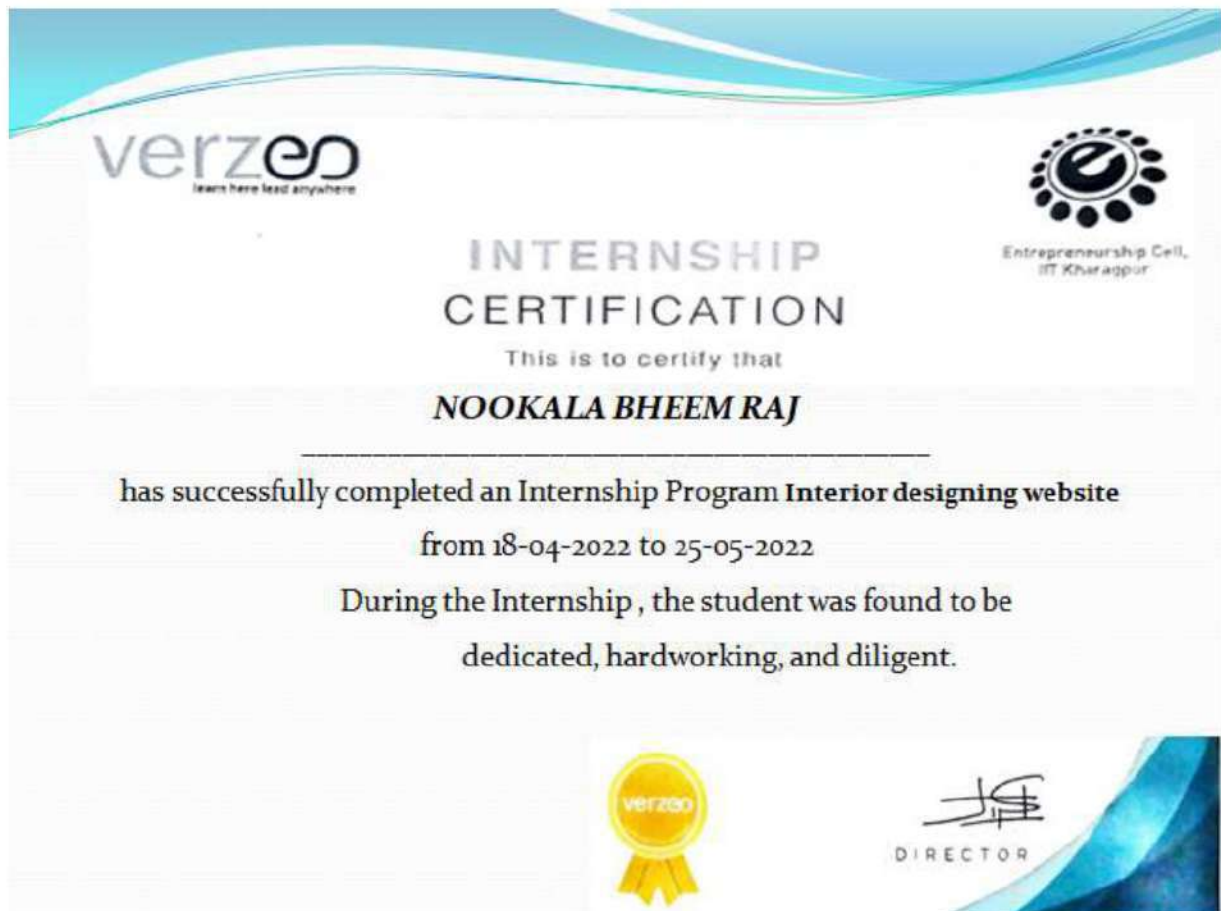 verzeo
learn here lead anywhere
Entrepreneurship Cell,
IIT Kharagpur
INTERNSHIP
CERTIFICATION
This is to certify that
NOOKALA BHEEM RAJ
has successfully completed an Internship Program Interior designing website
from 18-04-2022 to 25-05-2022
During the Internship , the student was found to be
dedicated, hardworking, and diligent.
verzeo
DIRECTOR